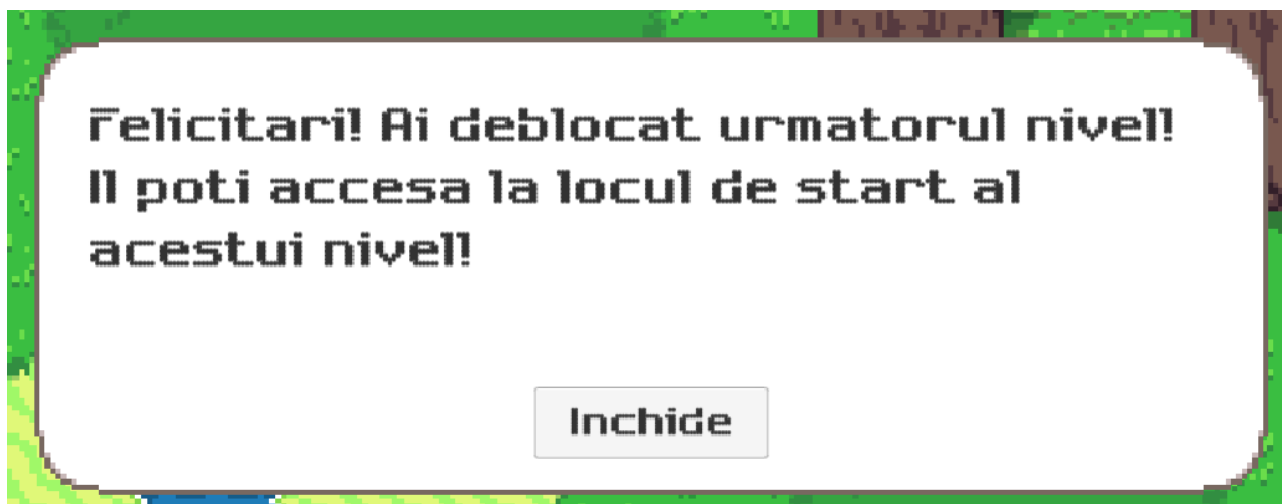 Felicitari! Ai deblocat urmatorul nivel!
Il poti accesa la locul de start al
acestui nivel!
Inchide